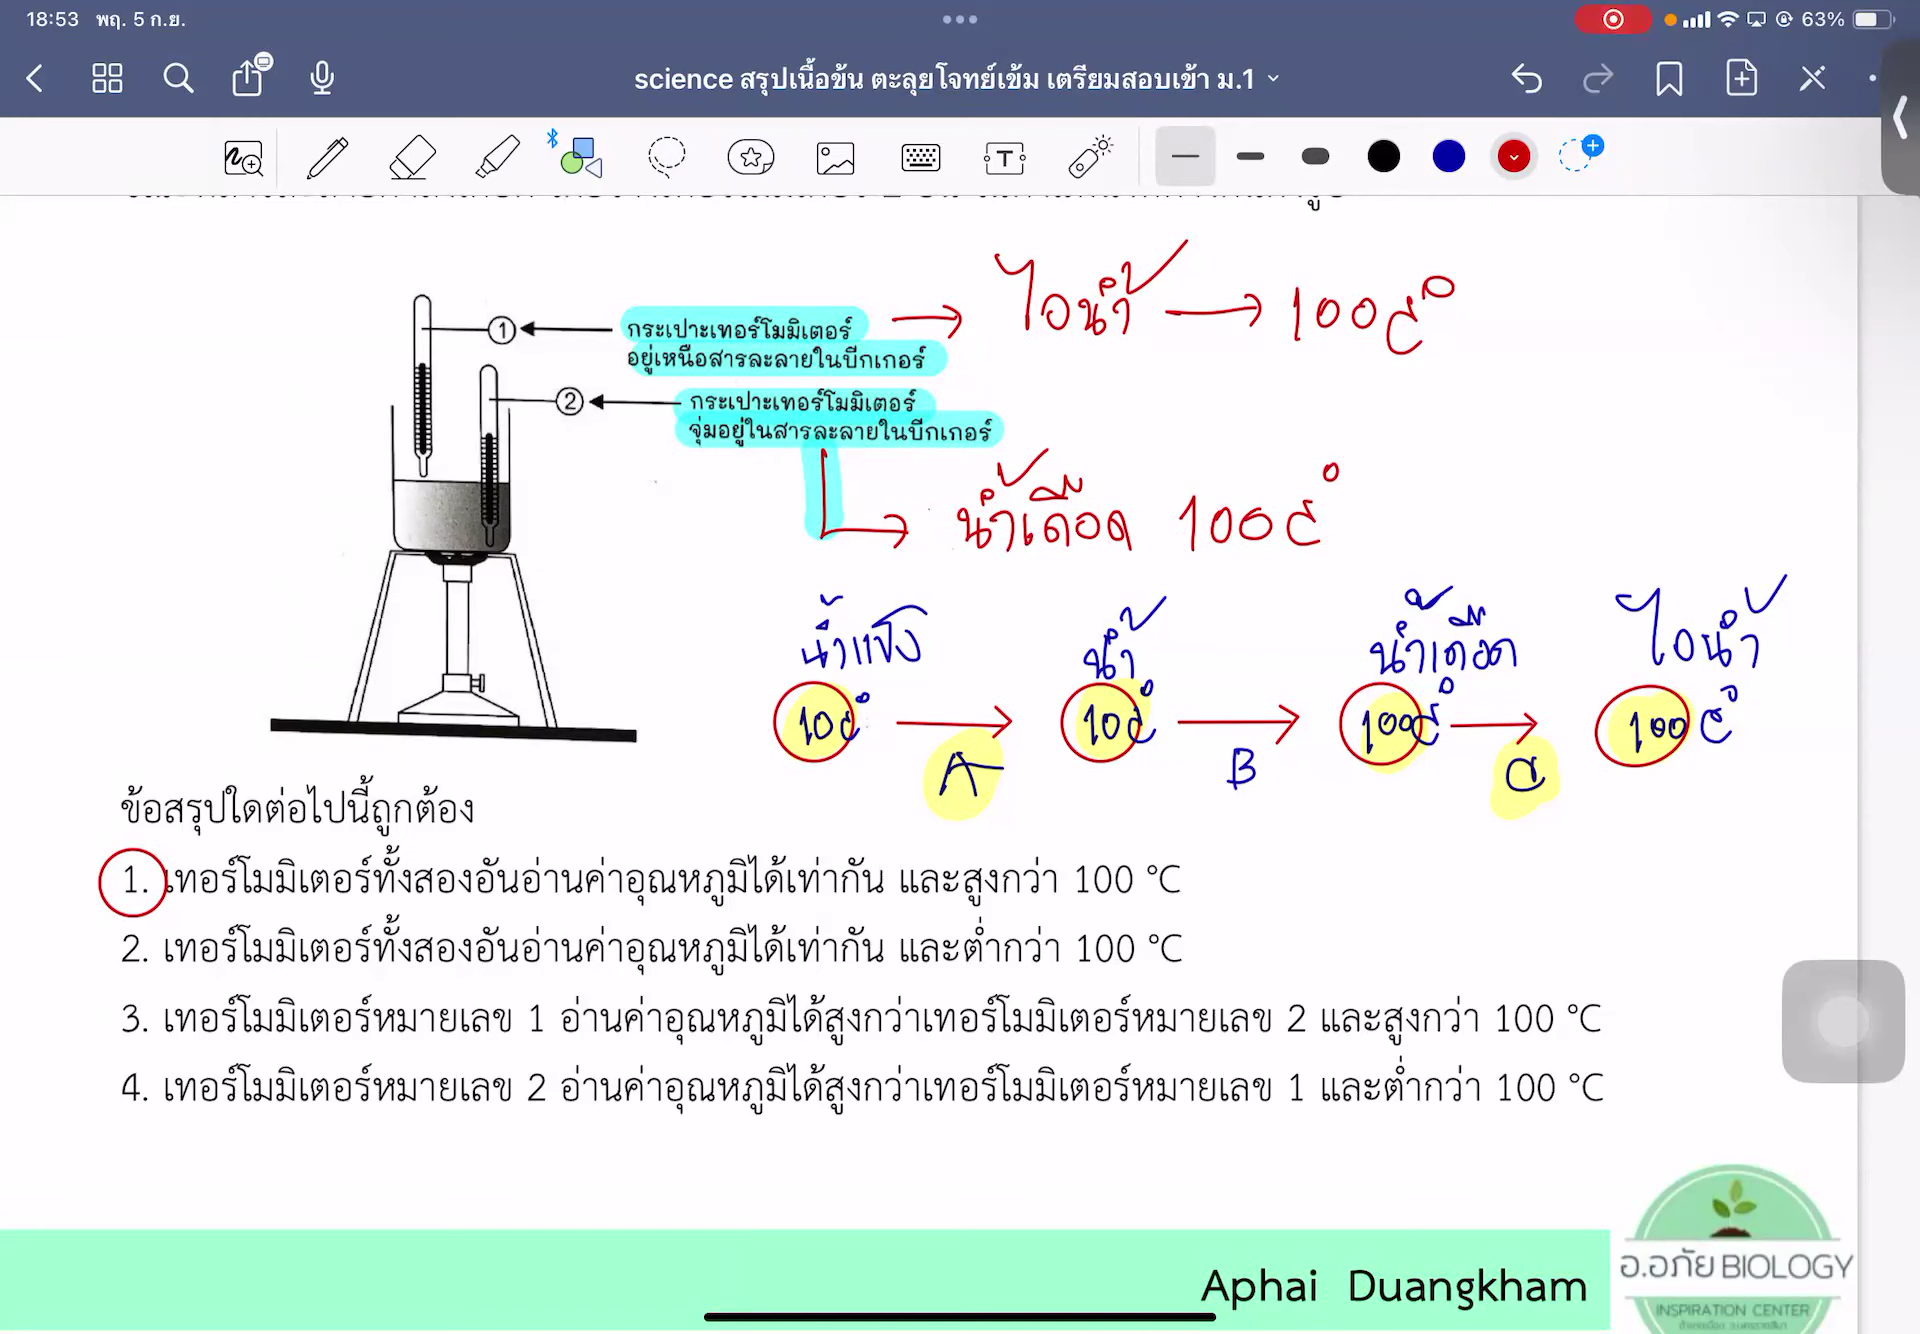 18:53 พฤ. 5 ก.ย.
63%
science สรุปเนื้อข้น ตะลุยโจทย์เข้ม เตรียมสอบเข้า ม.1
T
1
กระเปาะเทอร์โมมิเตอร์
อยู่เหนือสารละลายในบีกเกอร์
ไอน้ำ → 100 c°
2
กระเปาะเทอร์โมมิเตอร์
จุ่มอยู่ในสารละลายในบีกเกอร์
น้ำเดือด 100 c°
น้ำแข็ง น้ำ น้ำเดือด ไอน้ำ
10c° → 10c° → 100c° → 100 c°
A B C
ข้อสรุปใดต่อไปนี้ถูกต้อง
1. เทอร์โมมิเตอร์ทั้งสองอันอ่านค่าอุณหภูมิได้เท่ากัน และสูงกว่า 100 °C
2. เทอร์โมมิเตอร์ทั้งสองอันอ่านค่าอุณหภูมิได้เท่ากัน และต่ำกว่า 100 °C
3. เทอร์โมมิเตอร์หมายเลข 1 อ่านค่าอุณหภูมิได้สูงกว่าเทอร์โมมิเตอร์หมายเลข 2 และสูงกว่า 100 °C
4. เทอร์โมมิเตอร์หมายเลข 2 อ่านค่าอุณหภูมิได้สูงกว่าเทอร์โมมิเตอร์หมายเลข 1 และต่ำกว่า 100 °C
Aphai Duangkham
อ.อภัย BIOLOGY
INSPIRATION CENTER